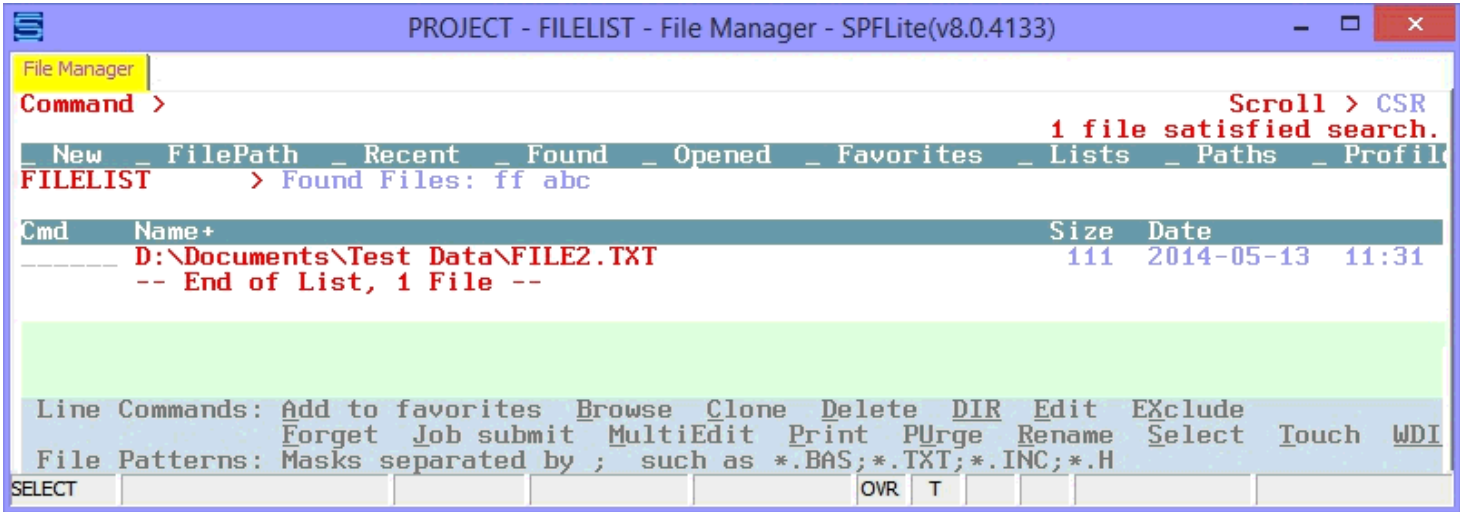 PROJECT - FILELIST - File Manager - SPFLite(v8.0.4133)
File Manager
Command > Scroll > CSR
1 file satisfied search.
_ New _ FilePath _ Recent _ Found _ Opened _ Favorites _ Lists _ Paths _ Profile
FILELIST > Found Files: ff abc
Cmd Name+ Size Date
______ D:\Documents\Test Data\FILE2.TXT 111 2014-05-13 11:31
-- End of List, 1 File --
Line Commands: Add to favorites Browse Clone Delete DIR Edit EXclude
Forget Job submit MultiEdit Print PUrge Rename Select Touch WDI
File Patterns: Masks separated by ; such as *.BAS;*.TXT;*.INC;*.H
SELECT OVR T